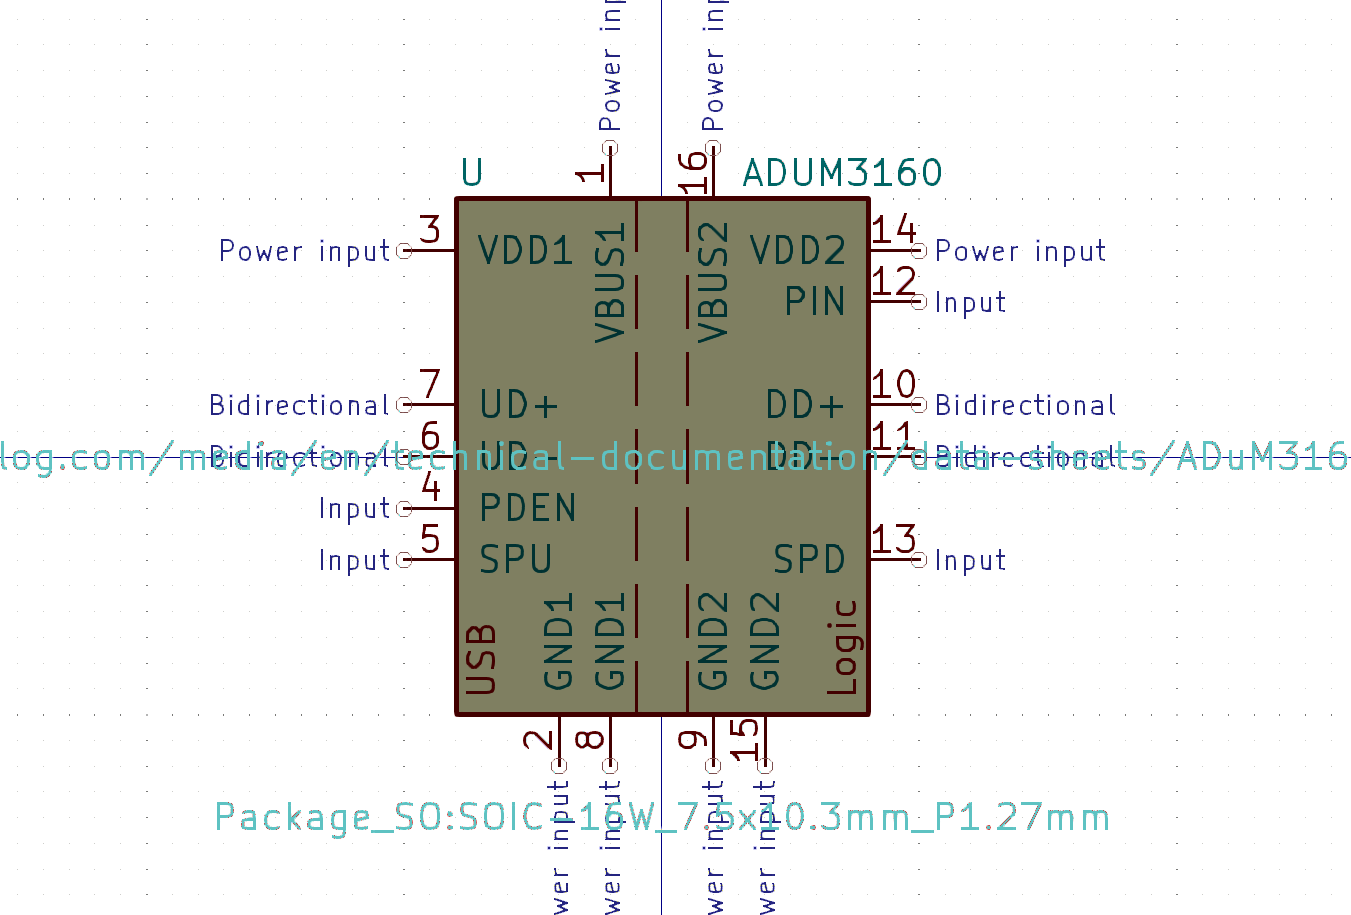 Power inp
Power inp
1
16
U
ADUM3160
Power input
3
VDD1
VBUS1
VBUS2
VDD2
14
Power input
PIN
12
Input
Bidirectional
7
UD+
DD+
10
Bidirectional
Bidirectional
6
UD-
DD-
11
Bidirectional
log.com/media/en/technical-documentation/data-sheets/ADuM316
Input
4
PDEN
Input
5
SPU
SPD
13
Input
USB
GND1
GND1
GND2
GND2
Logic
2
8
9
15
Package_SO:SOIC-16W_7.5x10.3mm_P1.27mm
wer input
wer input
wer input
wer input